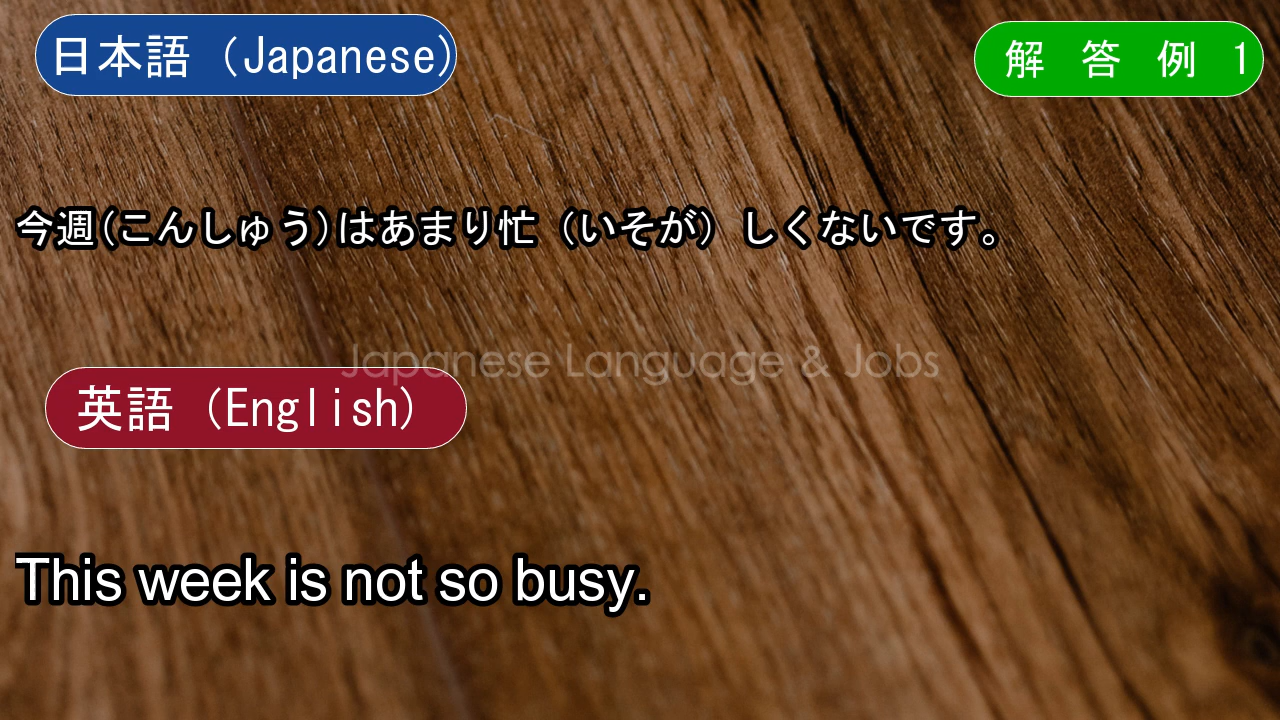 日本語（Japanese）
解答例 1
今週(こんしゅう)はあまり忙（いそが）しくないです。
Japanese Language & Jobs
英語（English）
This week is not so busy.